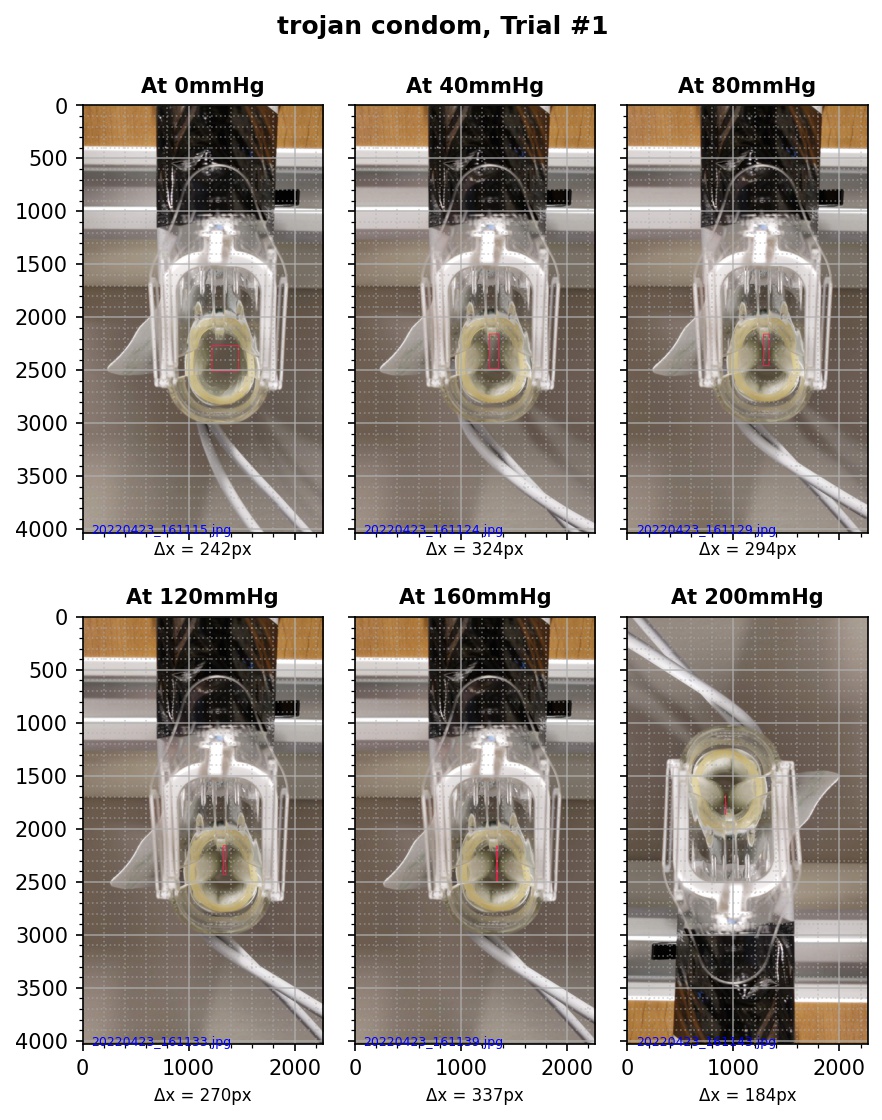 trojan condom, Trial #1
At 0mmHg
At 40mmHg
At 80mmHg
0
500
1000
1500
2000
2500
3000
3500
4000
20220423_161115.jpg
20220423_161124.jpg
20220423_161129.jpg
Δx = 242px
Δx = 324px
Δx = 294px
At 120mmHg
At 160mmHg
At 200mmHg
0
500
1000
1500
2000
2500
3000
3500
4000
20220423_161133.jpg
20220423_161139.jpg
0
1000
2000
0
1000
2000
0
1000
2000
Δx = 270px
Δx = 337px
Δx = 184px